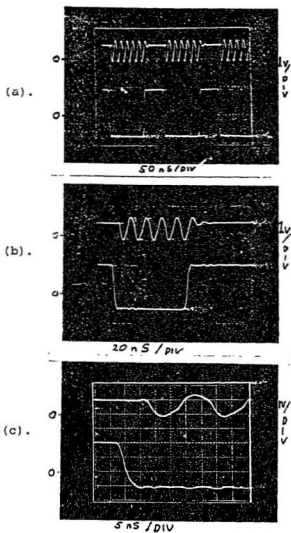 (a).
0
0
1V/DIV
50 nS/DIV
(b).
0
0
1V/DIV
20 nS / DIV
(c).
0
0
1V/DIV
5 nS /DIV